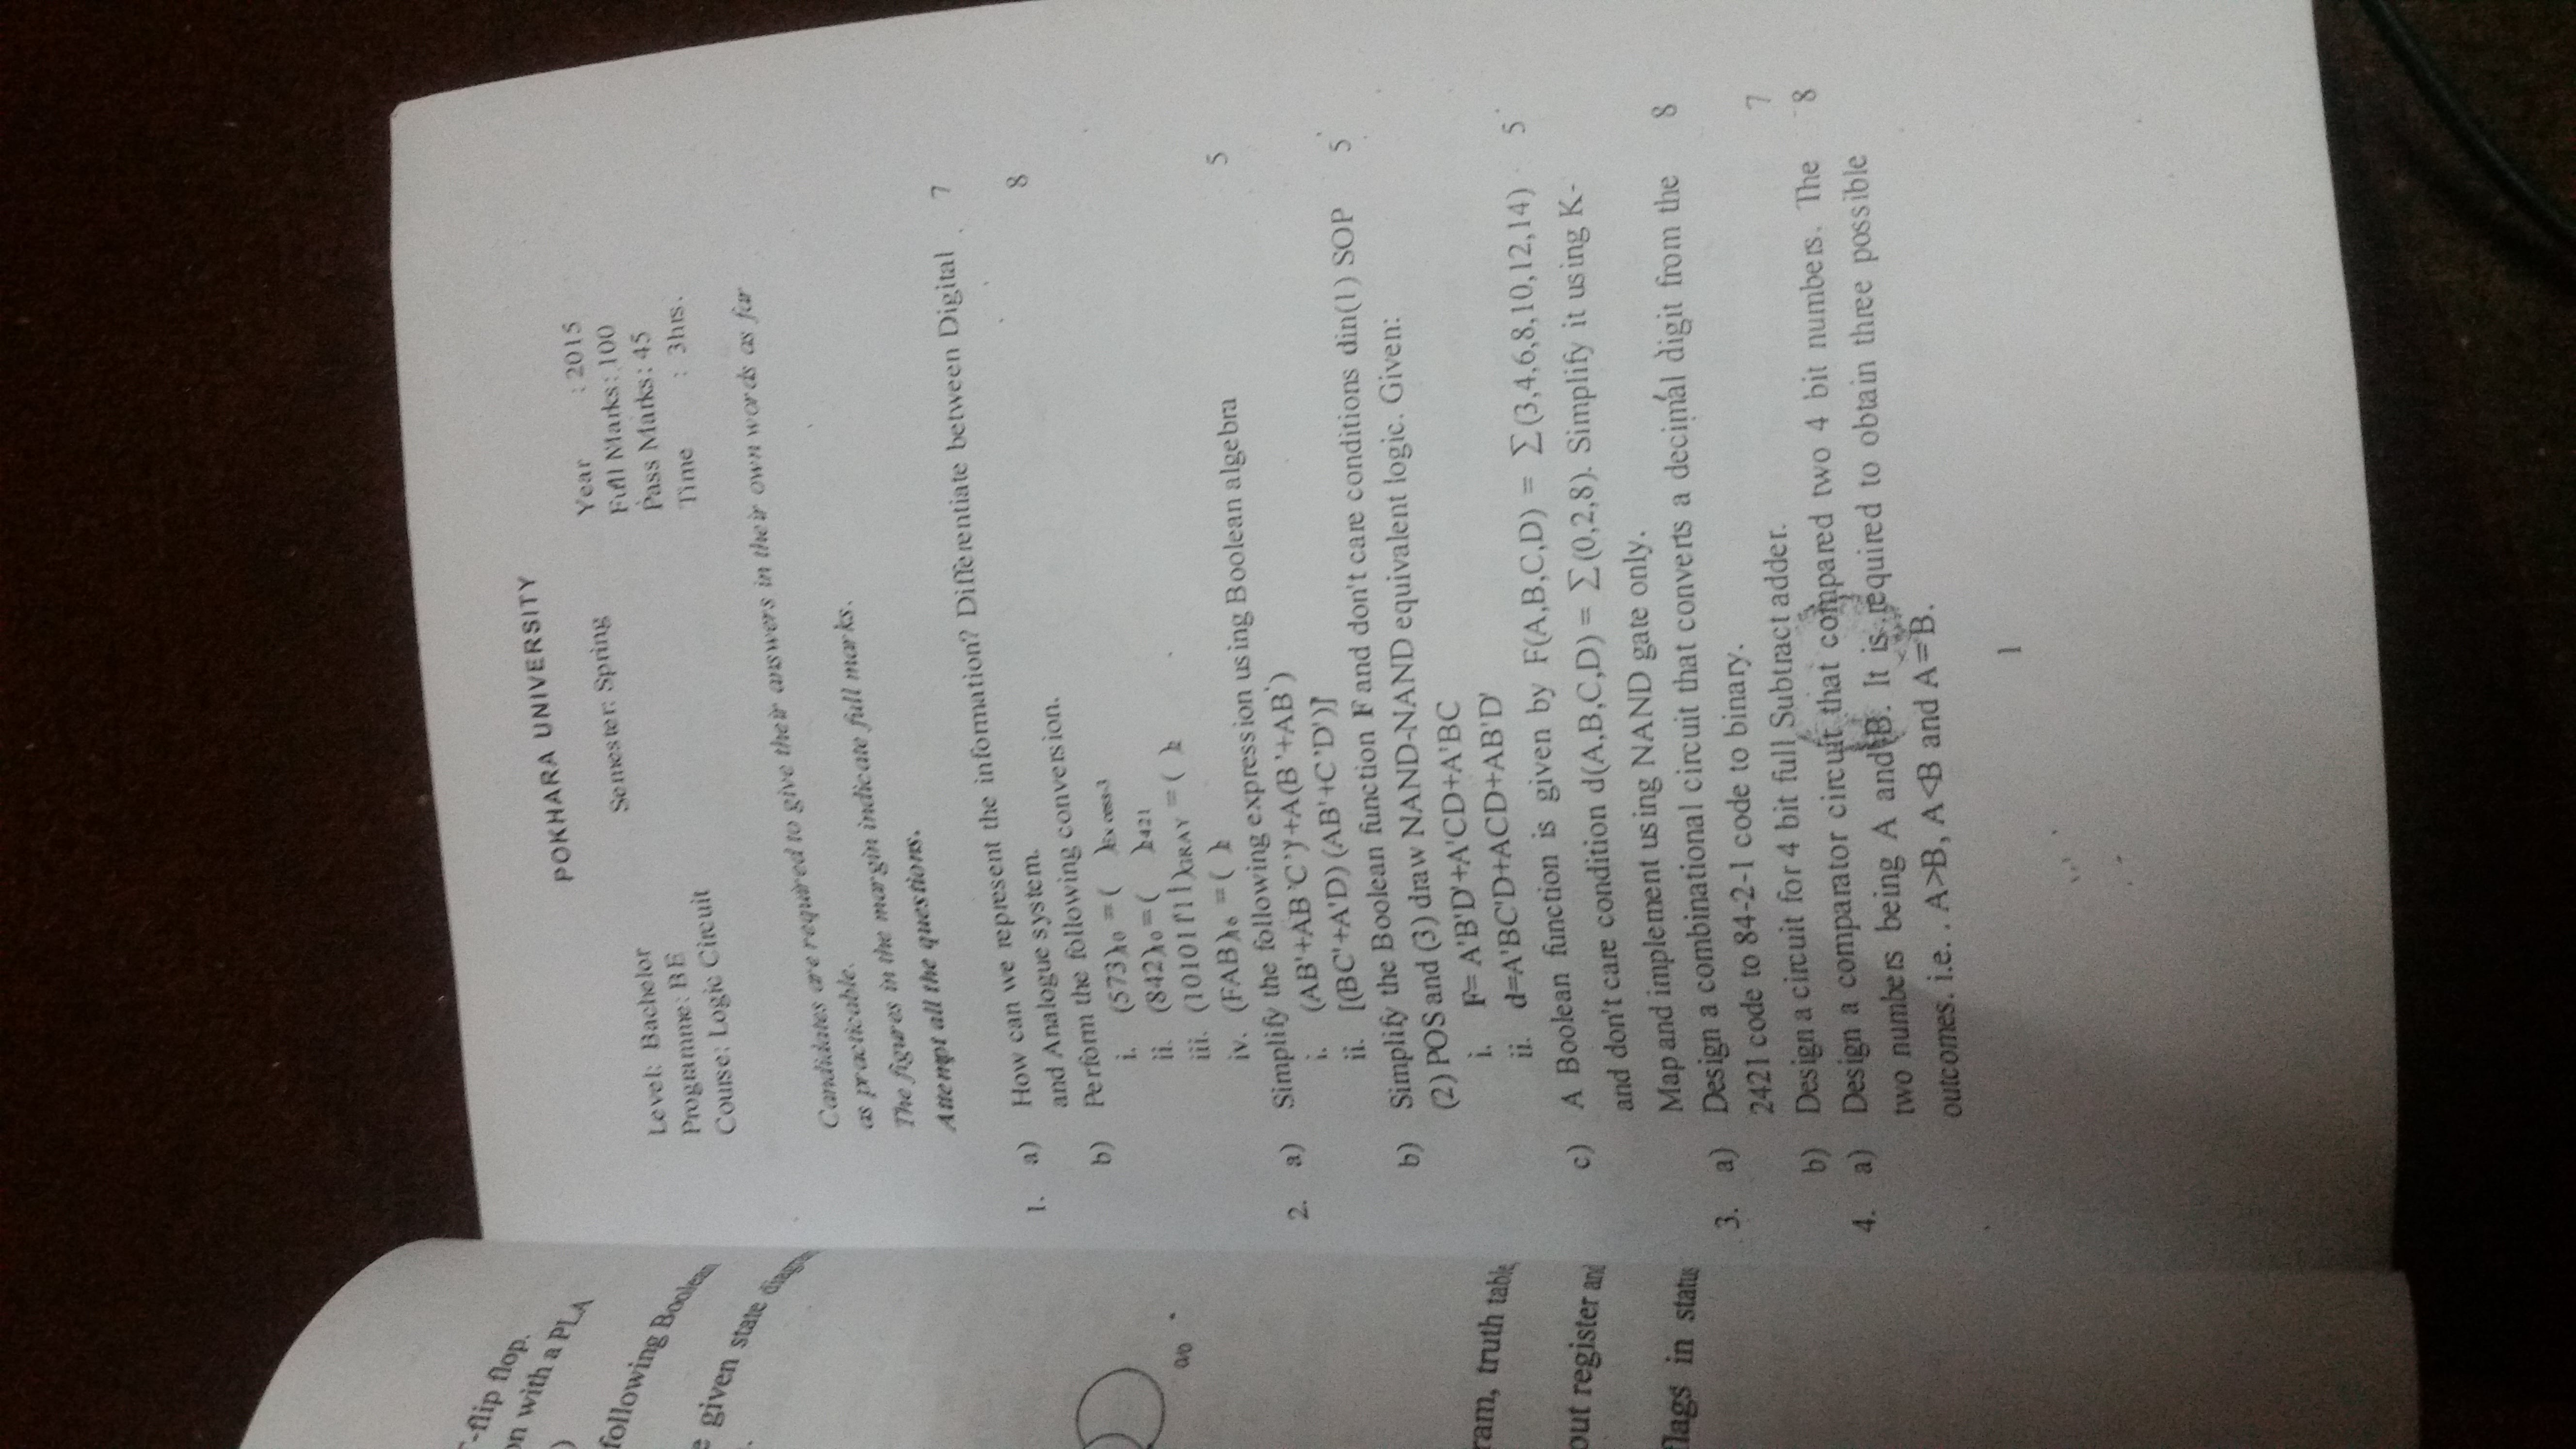 -flip flop.
on with a PLA
)
following Boolean
e given state
0/0
ram, truth table,
out register and
flags in status
POKHARA UNIVERSITY
Level: Bachelor Semester: Spring Year : 2015
Programme: BE Full Marks: 100
Course: Logic Circuit Pass Marks: 45
Time : 3hrs.
Candidates are required to give their answers in their own words as far
as practicable.
The figures in the margin indicate full marks.
Attempt all the questions.
1. a) How can we represent the information? Differentiate between Digital 7
and Analogue system.
b) Perform the following conversion. 8
i. (573)10 = ( )Excess-3
ii. (842)10 = ( )2421
iii. (10101111)GRAY = ( )2
iv. (FAB)16 = ( )2
2. a) Simplify the following expression using Boolean algebra 5
i. (AB'+AB'C')'+A(B'+AB')
ii. [(BC'+A'D) (AB'+C'D')]'
b) Simplify the Boolean function F and don't care conditions din(1) SOP 5
(2) POS and (3) draw NAND-NAND equivalent logic. Given:
i. F= A'B'D'+A'CD+A'BC
ii. d=A'BC'D+ACD+AB'D'
c) A Boolean function is given by F(A,B,C,D) = ∑(3,4,6,8,10,12,14) 5
and don't care condition d(A,B,C,D) = ∑(0,2,8). Simplify it using K-
Map and implement using NAND gate only.
3. a) Design a combinational circuit that converts a decimal digit from the 8
2421 code to 84-2-1 code to binary.
b) Design a circuit for 4 bit full Subtract adder. 7
4. a) Design a comparator circuit that compared two 4 bit numbers. The 8
two numbers being A and B. It is required to obtain three possible
outcomes. i.e. . A>B, A<B and A=B.
1